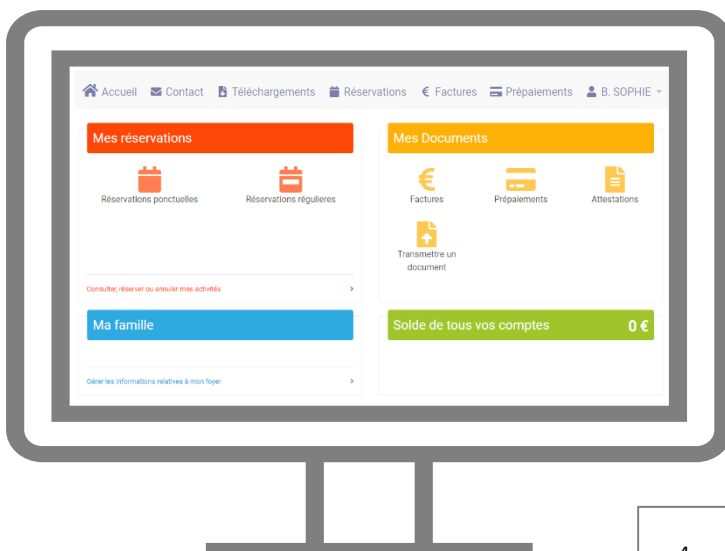 Accueil Contact Téléchargements Réservations € Factures Prépaiements B. SOPHIE
Mes réservations
Réservations ponctuelles Réservations régulieres
Consulter, réserver ou annuler mes activités
Mes Documents
€
Factures Prépaiements Attestations
Transmettre un
document
Ma famille
Gérer les informations relatives à mon foyer
Solde de tous vos comptes 0 €